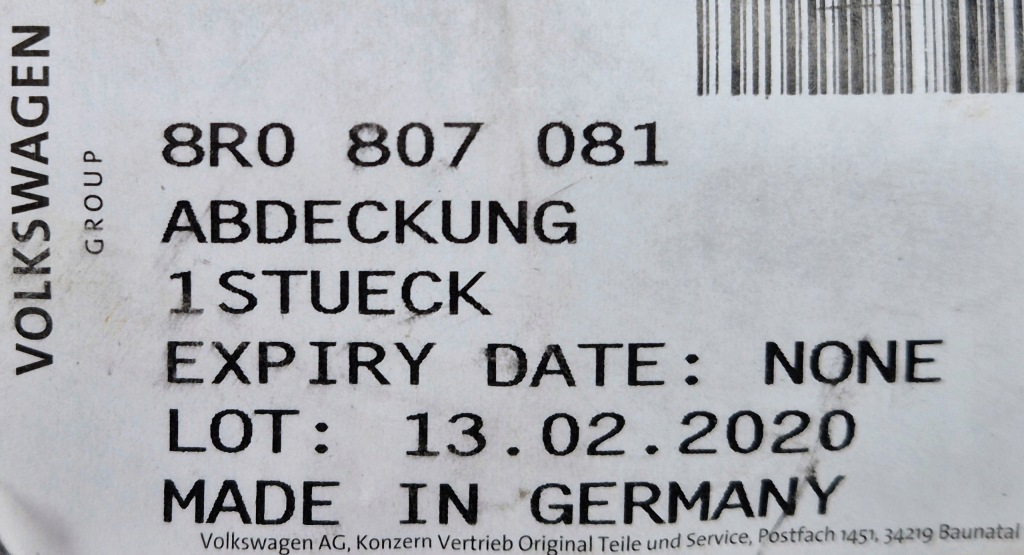 VOLKSWAGEN
GROUP
8R0 807 081
ABDECKUNG
1STUECK
EXPIRY DATE: NONE
LOT: 13.02.2020
MADE IN GERMANY
Volkswagen AG, Konzern Vertrieb Original Teile und Service, Postfach 1451, 34219 Baunatal